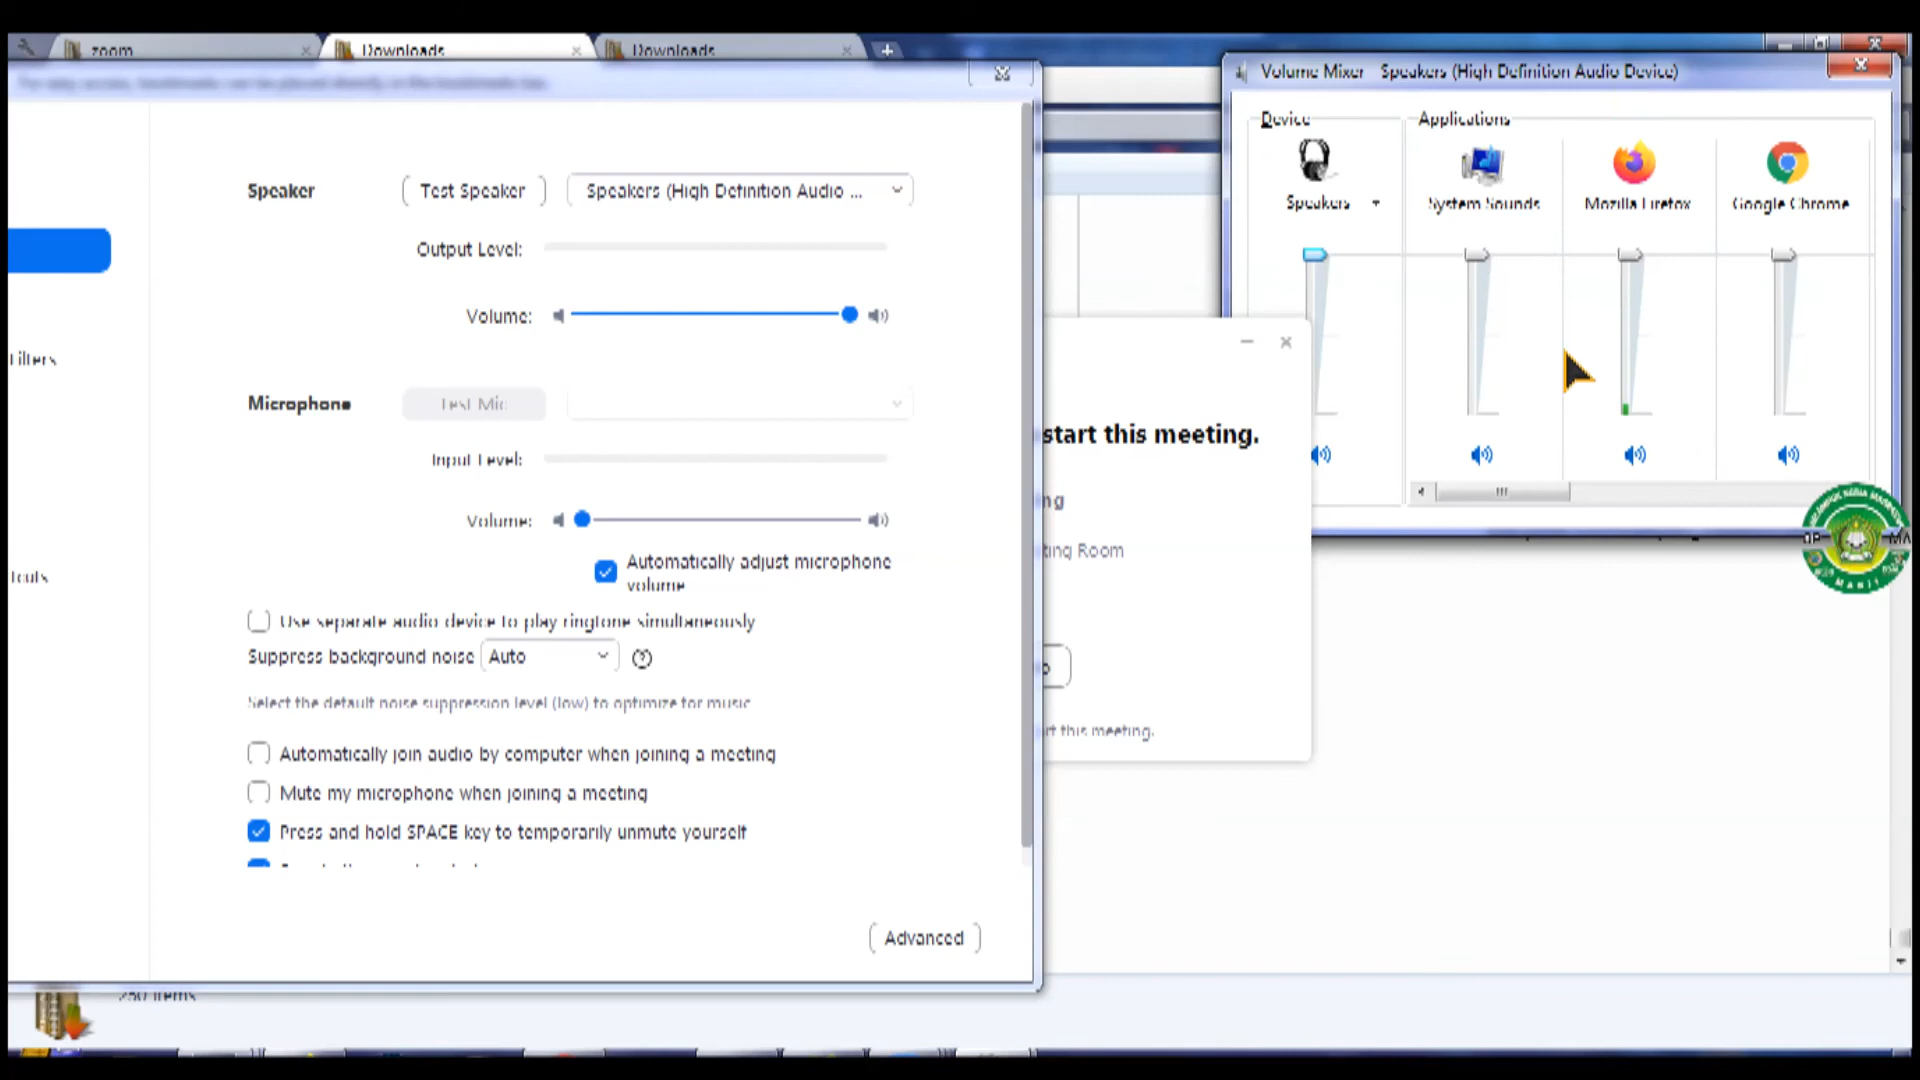 zoom
Downloads
Downloads
Speaker
Test Speaker
Speakers (High Definition Audio ...
Output Level:
Volume:
Filters
Microphone
Test Mic
Input Level:
Volume:
Automatically adjust microphone
volume
Use separate audio device to play ringtone simultaneously
Suppress background noise
Auto
Select the default noise suppression level (low) to optimize for music
Automatically join audio by computer when joining a meeting
Mute my microphone when joining a meeting
Press and hold SPACE key to temporarily unmute yourself
Advanced
250 items
start this meeting.
ng
ting Room
rt this meeting.
Volume Mixer - Speakers (High Definition Audio Device)
Device
Applications
Speakers
System Sounds
Mozilla Firefox
Google Chrome